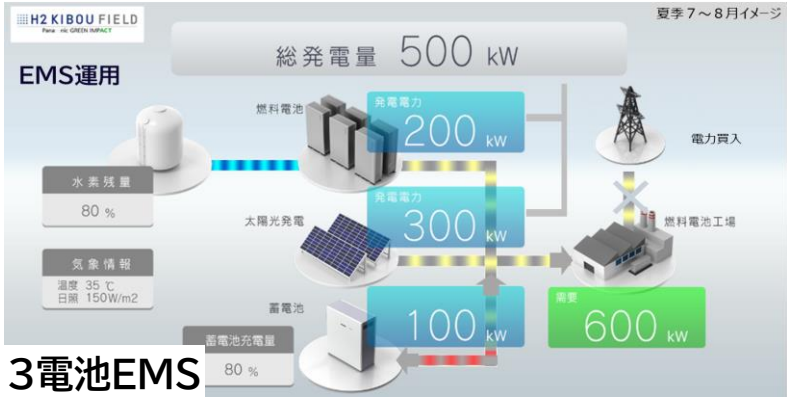 H2 KIBOU FIELD
Panasonic GREEN IMPACT
夏季7~8月イメージ
総発電量 500 kW
EMS運用
燃料電池
発電電力
200 kW
電力買入
水素残量
80 %
太陽光発電
発電電力
300 kW
燃料電池工場
気象情報
温度 35 ℃
日照 150W/m2
蓄電池
100 kW
需要
600 kW
蓄電池充電量
80 %
3電池EMS